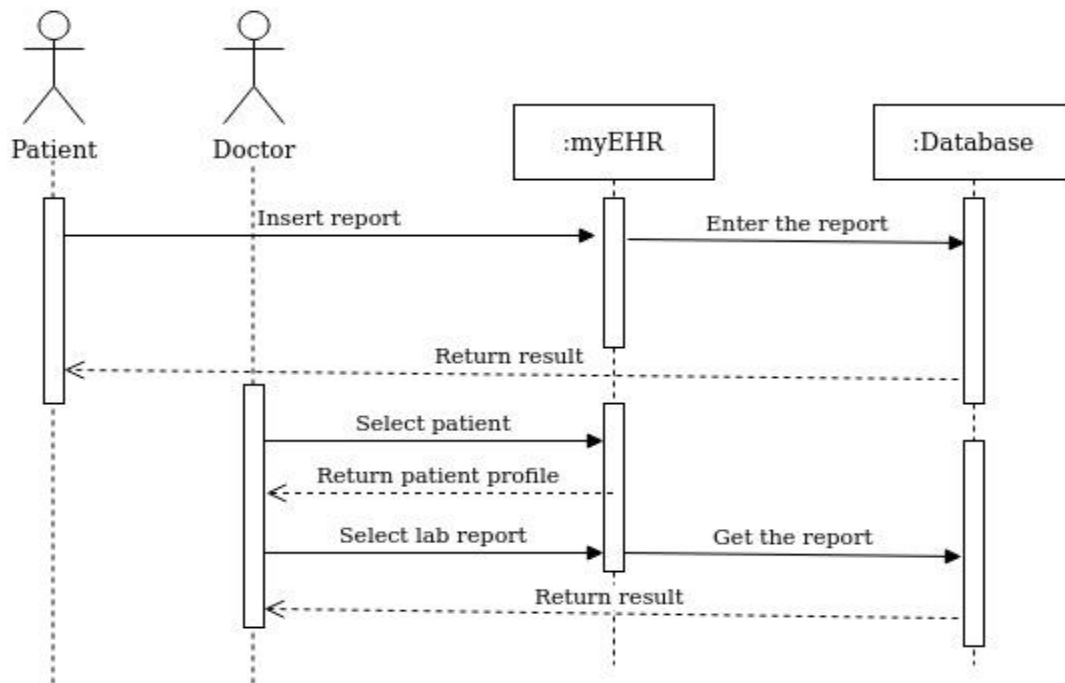 Patient
Doctor
:myEHR
:Database
Insert report
Enter the report
Return result
Select patient
Return patient profile
Select lab report
Get the report
Return result